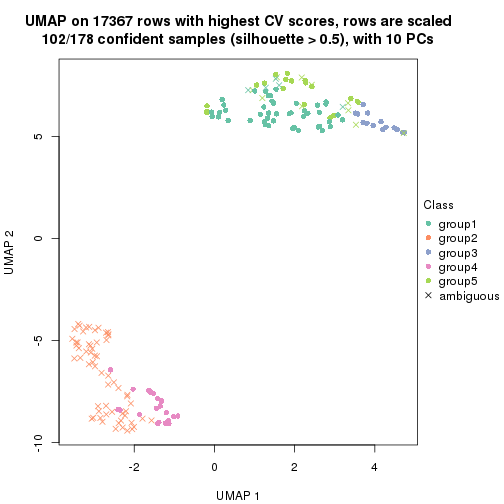 UMAP on 17367 rows with highest CV scores, rows are scaled
102/178 confident samples (silhouette > 0.5), with 10 PCs
5
0
-5
-10
UMAP 2
-2
0
2
4
UMAP 1
Class
group1
group2
group3
group4
group5
ambiguous